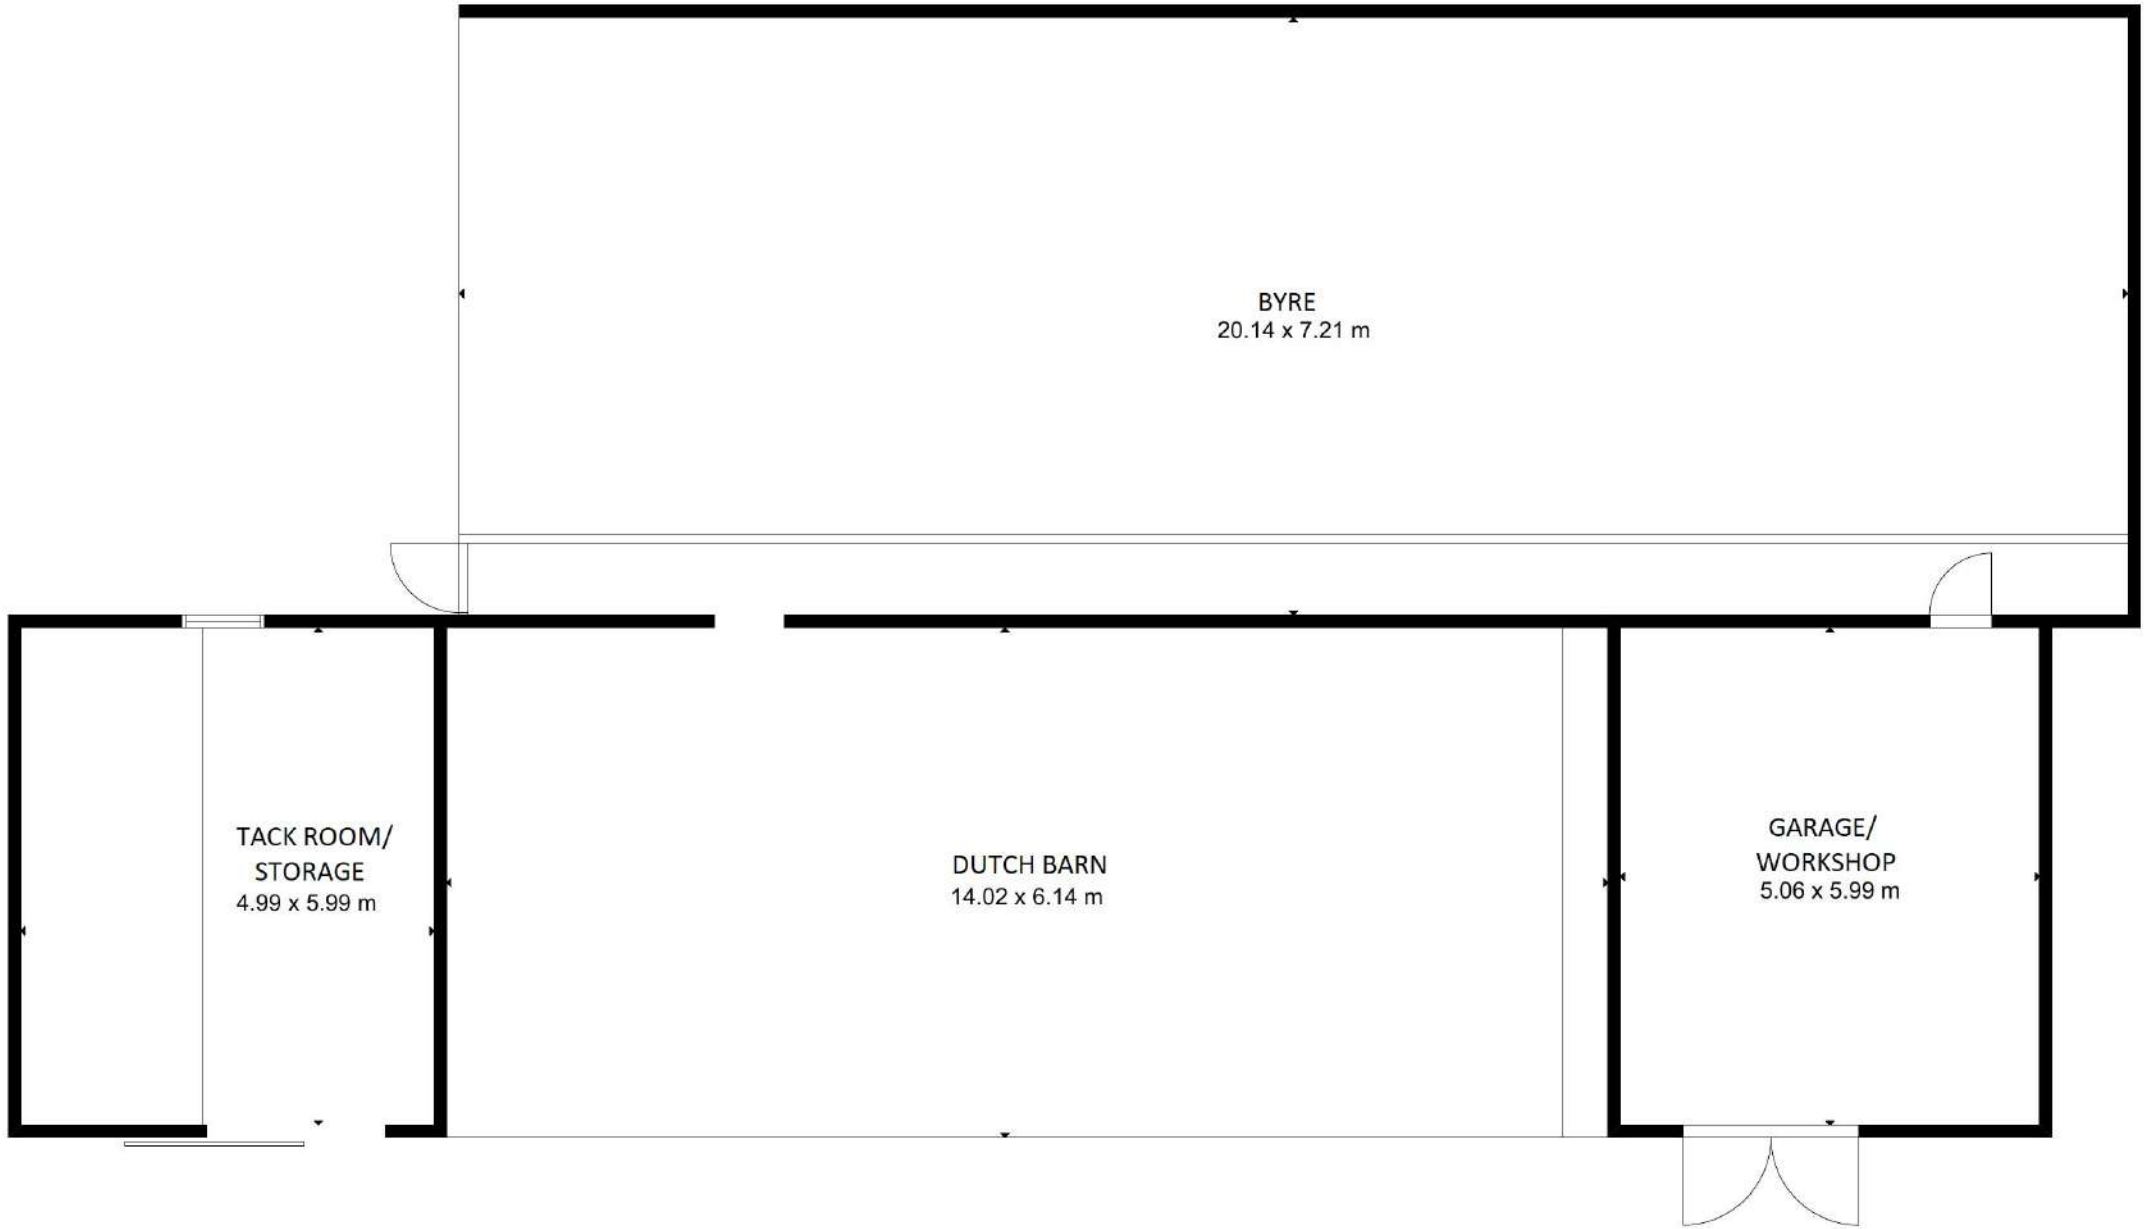 BYRE
20.14 x 7.21 m
TACK ROOM/
STORAGE
4.99 x 5.99 m
DUTCH BARN
14.02 x 6.14 m
GARAGE/
WORKSHOP
5.06 x 5.99 m